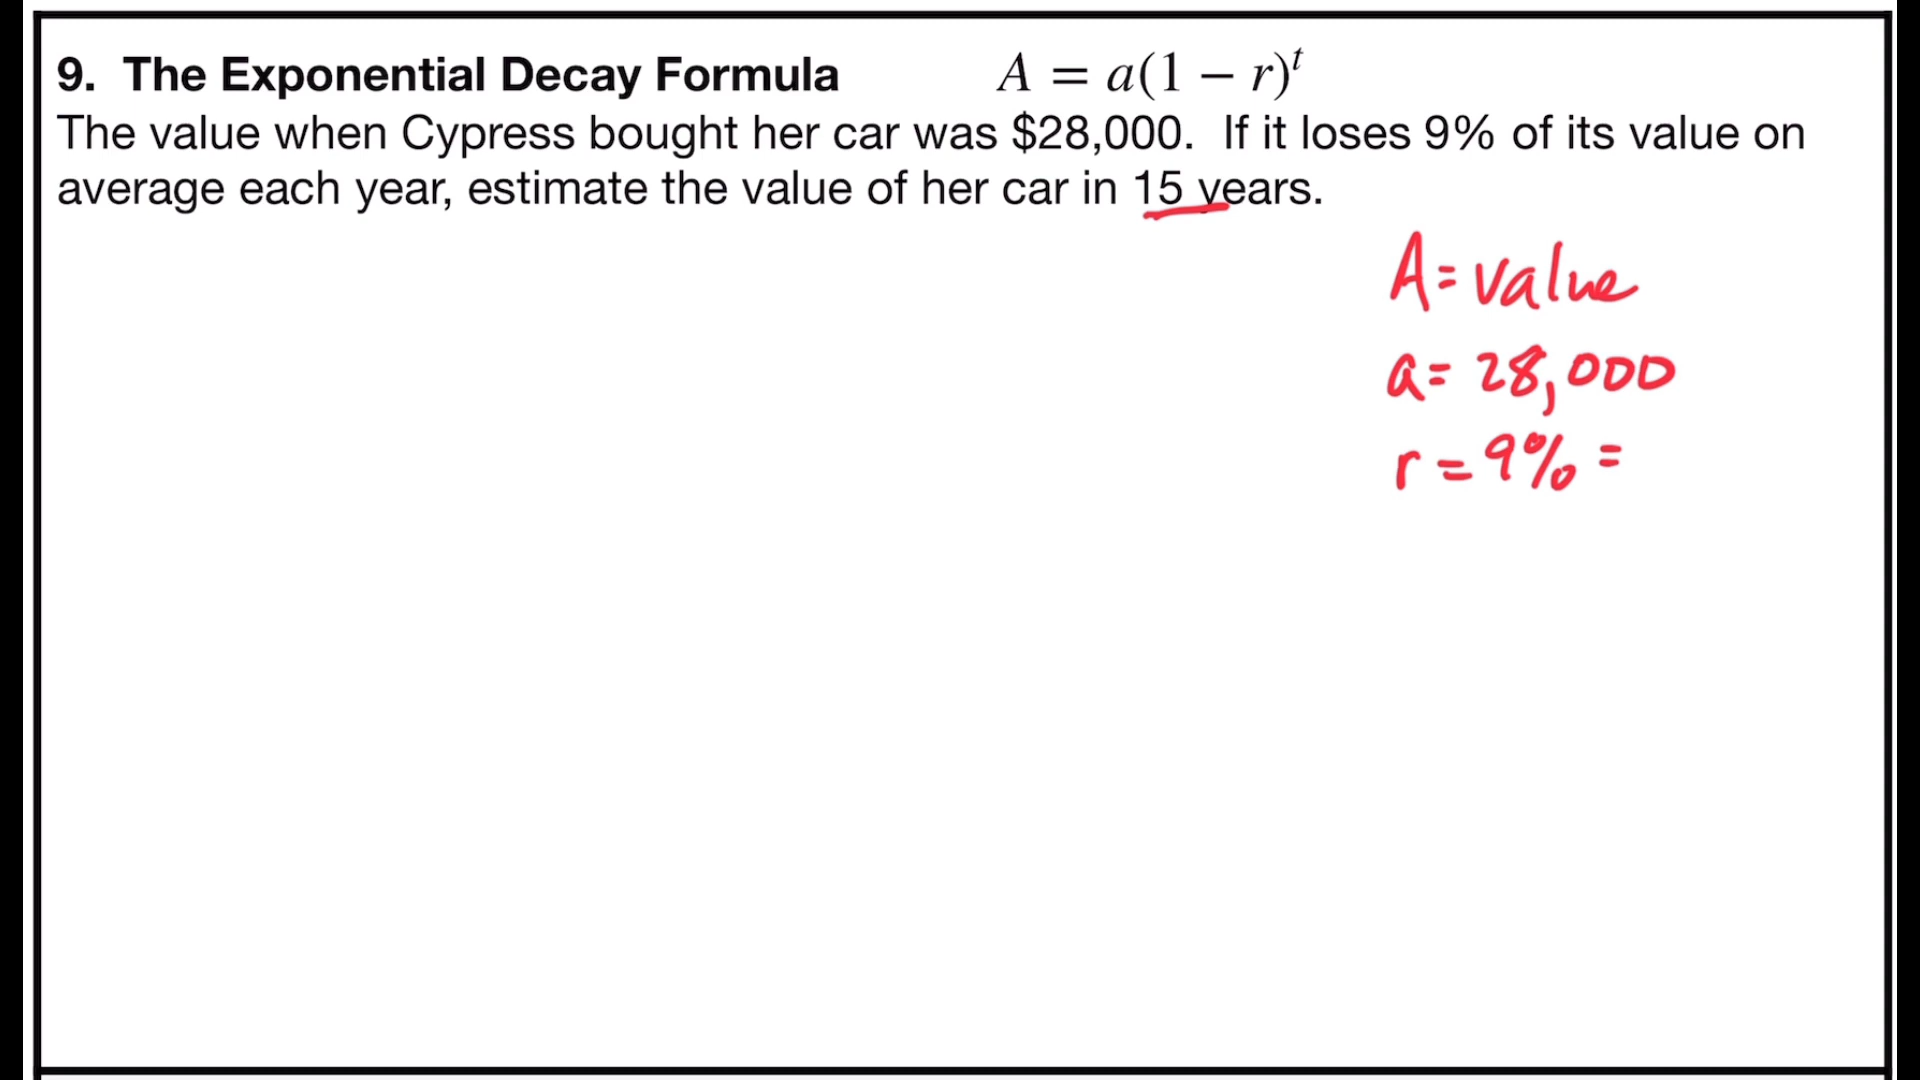 9. The Exponential Decay Formula A = a(1 − r)^t
The value when Cypress bought her car was $28,000. If it loses 9% of its value on
average each year, estimate the value of her car in 15 years.
A = value
a = 28,000
r = 9% =